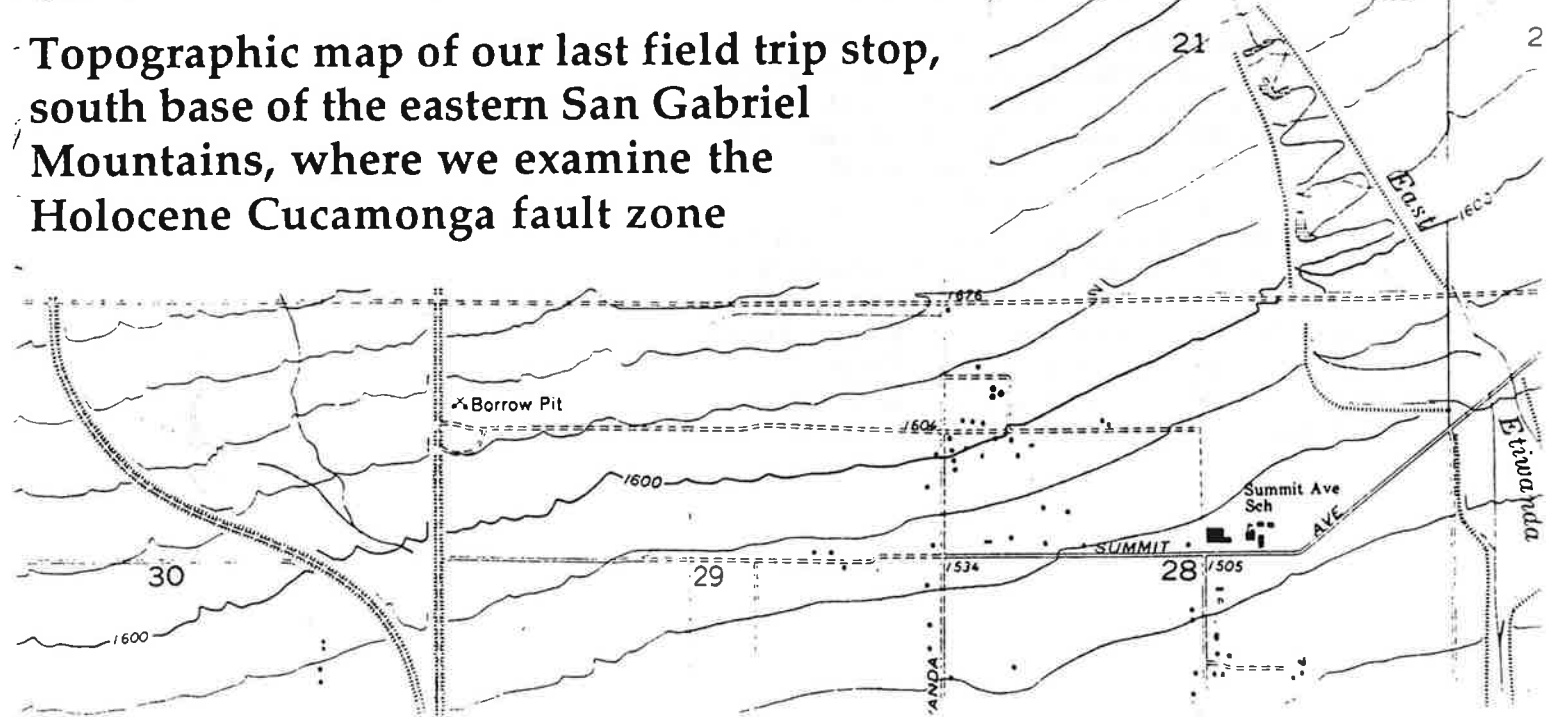 Topographic map of our last field trip stop,
south base of the eastern San Gabriel
Mountains, where we examine the
Holocene Cucamonga fault zone
21
2
East
1600
1676
Borrow Pit
1604
1600
Etiwanda
Summit Ave
Sch
SUMMIT AVE
30
29
1534
28
1505
1600
ANDA